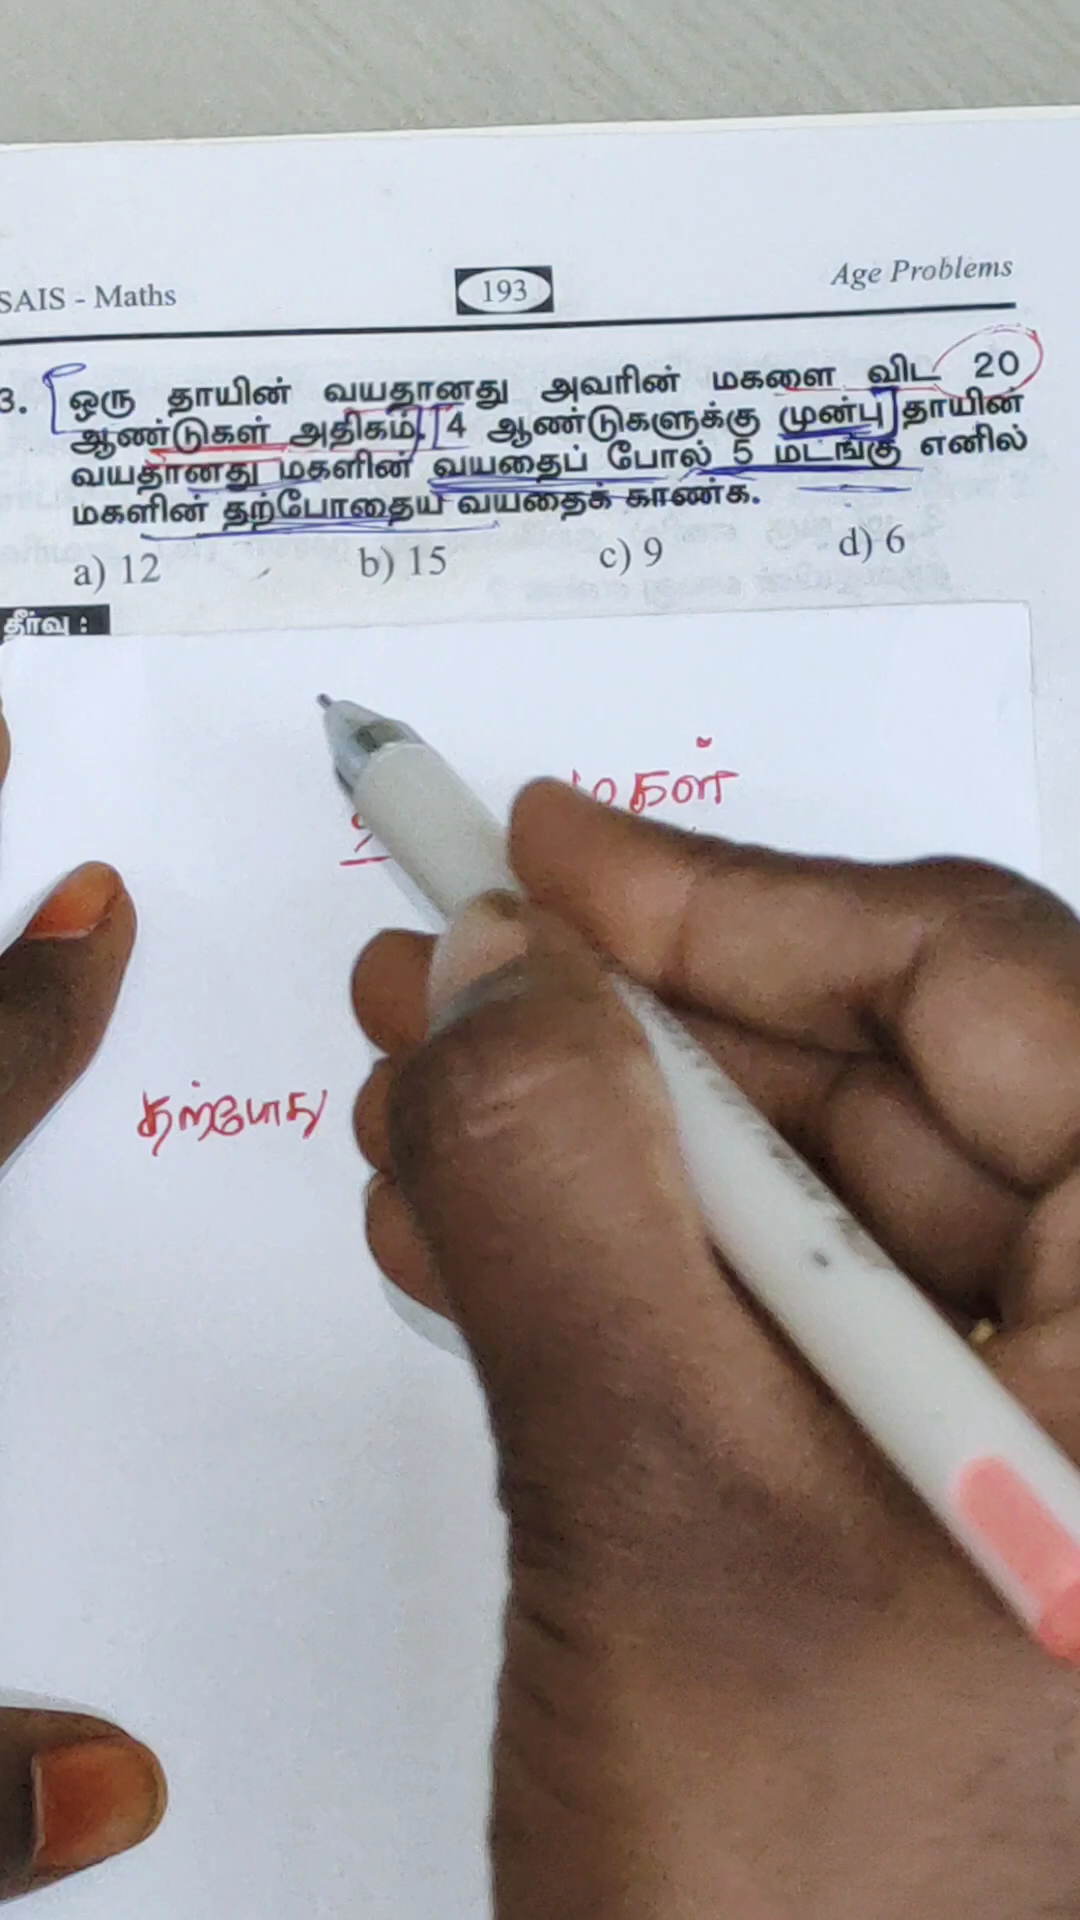 SAIS - Maths 193 Age Problems
3. ஒரு தாயின் வயதானது அவரின் மகளை விட 20
ஆண்டுகள் அதிகம். 4 ஆண்டுகளுக்கு முன்பு தாயின்
வயதானது மகளின் வயதைப் போல் 5 மடங்கு எனில்
மகளின் தற்போதைய வயதைக் காண்க.
a) 12 b) 15 c) 9 d) 6
தீர்வு :
மகள்
தற்போது